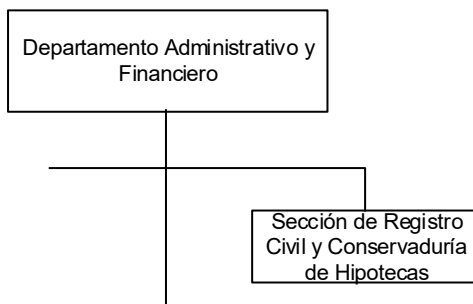 Departamento Administrativo y
Financiero
Sección de Registro
Civil y Conservaduría
de Hipotecas